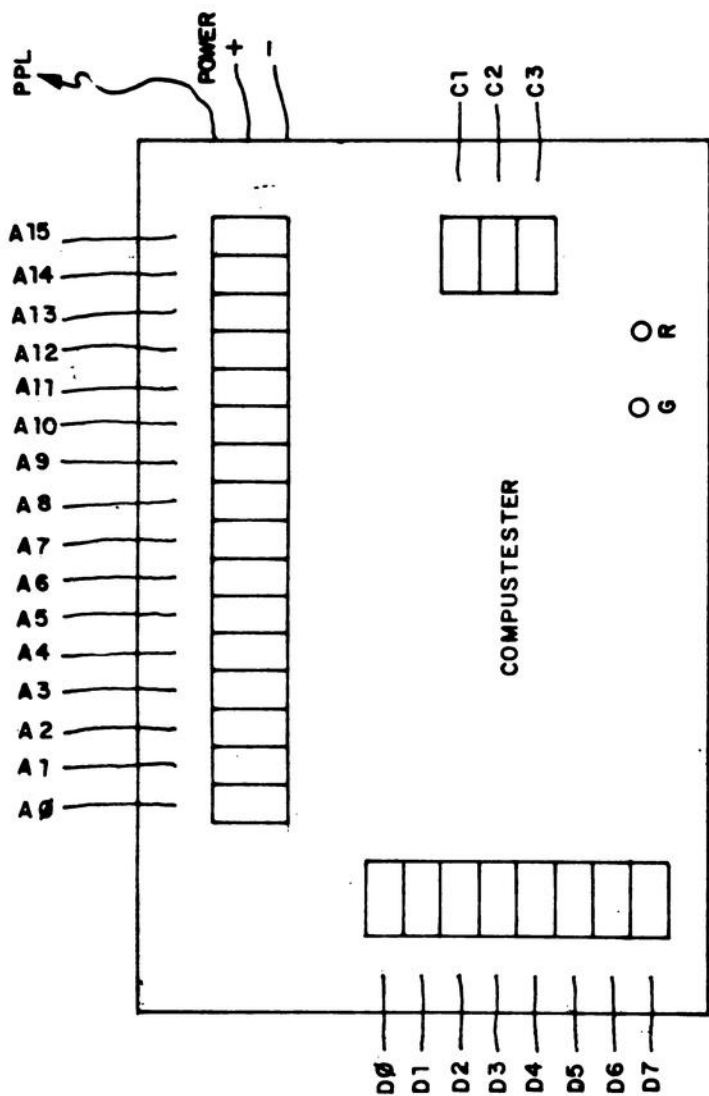 PPL
POWER
+
-
A15
A14
A13
A12
A11
A10
A9
A8
A7
A6
A5
A4
A3
A2
A1
AØ
C1
C2
C3
R
G
COMPUSTESTER
DØ
D1
D2
D3
D4
D5
D6
D7